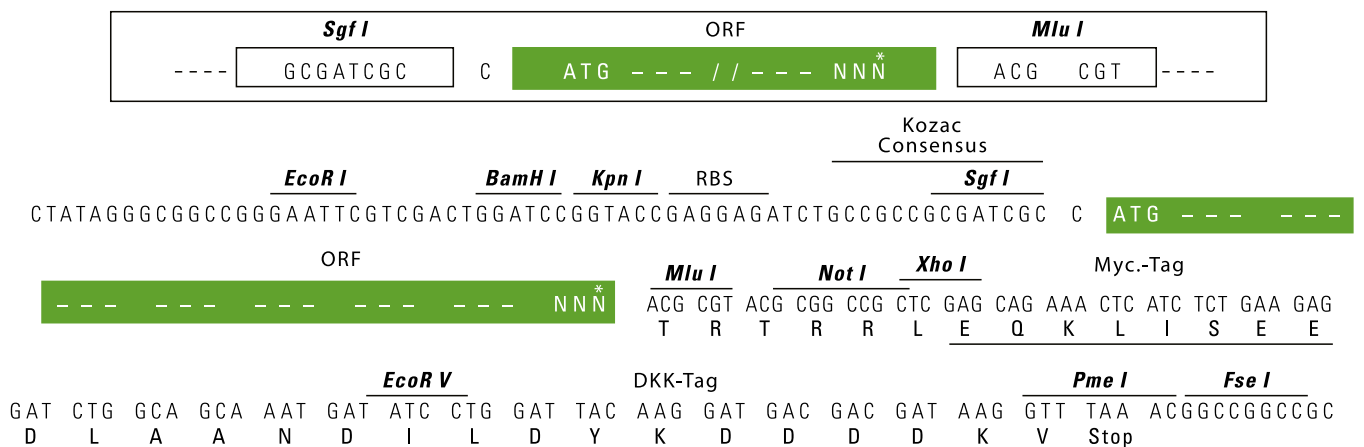 Sgf I ORF Mlu I
---- GCGATCGC C ATG --- // --- NNN* ACG CGT ----
Kozac
Consensus
EcoR I BamH I Kpn I RBS Sgf I
CTATAGGGCGGCCGGGAATTCGTCGACTGGATCCGGTACCGAGGAGATCTGCCGCCGCGATCGC C ATG --- ---
ORF Mlu I Not I Xho I Myc.-Tag
--- --- --- --- --- NNN* ACG CGT ACG CGG CCG CTC GAG CAG AAA CTC ATC TCT GAA GAG
T R T R R L E Q K L I S E E
EcoR V DKK-Tag Pme I Fse I
GAT CTG GCA GCA AAT GAT ATC CTG GAT TAC AAG GAT GAC GAC GAT AAG GTT TAA ACGGCCGGCCGC
D L A A N D I L D Y K D D D D K V Stop